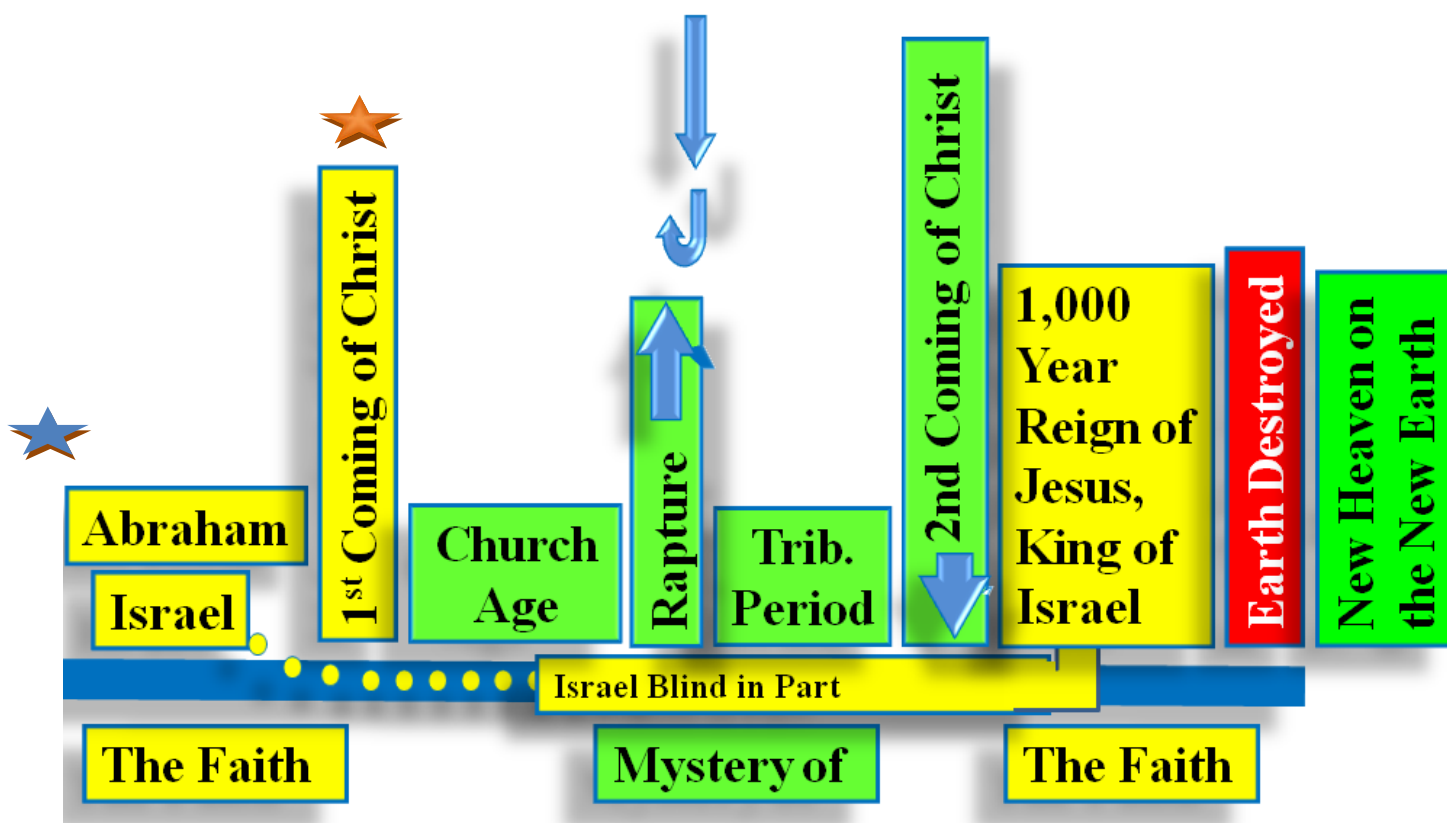 Abraham
Israel
1st Coming of Christ
Church
Age
Rapture
Trib.
Period
2nd Coming of Christ
1,000
Year
Reign of
Jesus,
King of
Israel
Earth Destroyed
New Heaven on
the New Earth
Israel Blind in Part
The Faith
Mystery of
The Faith